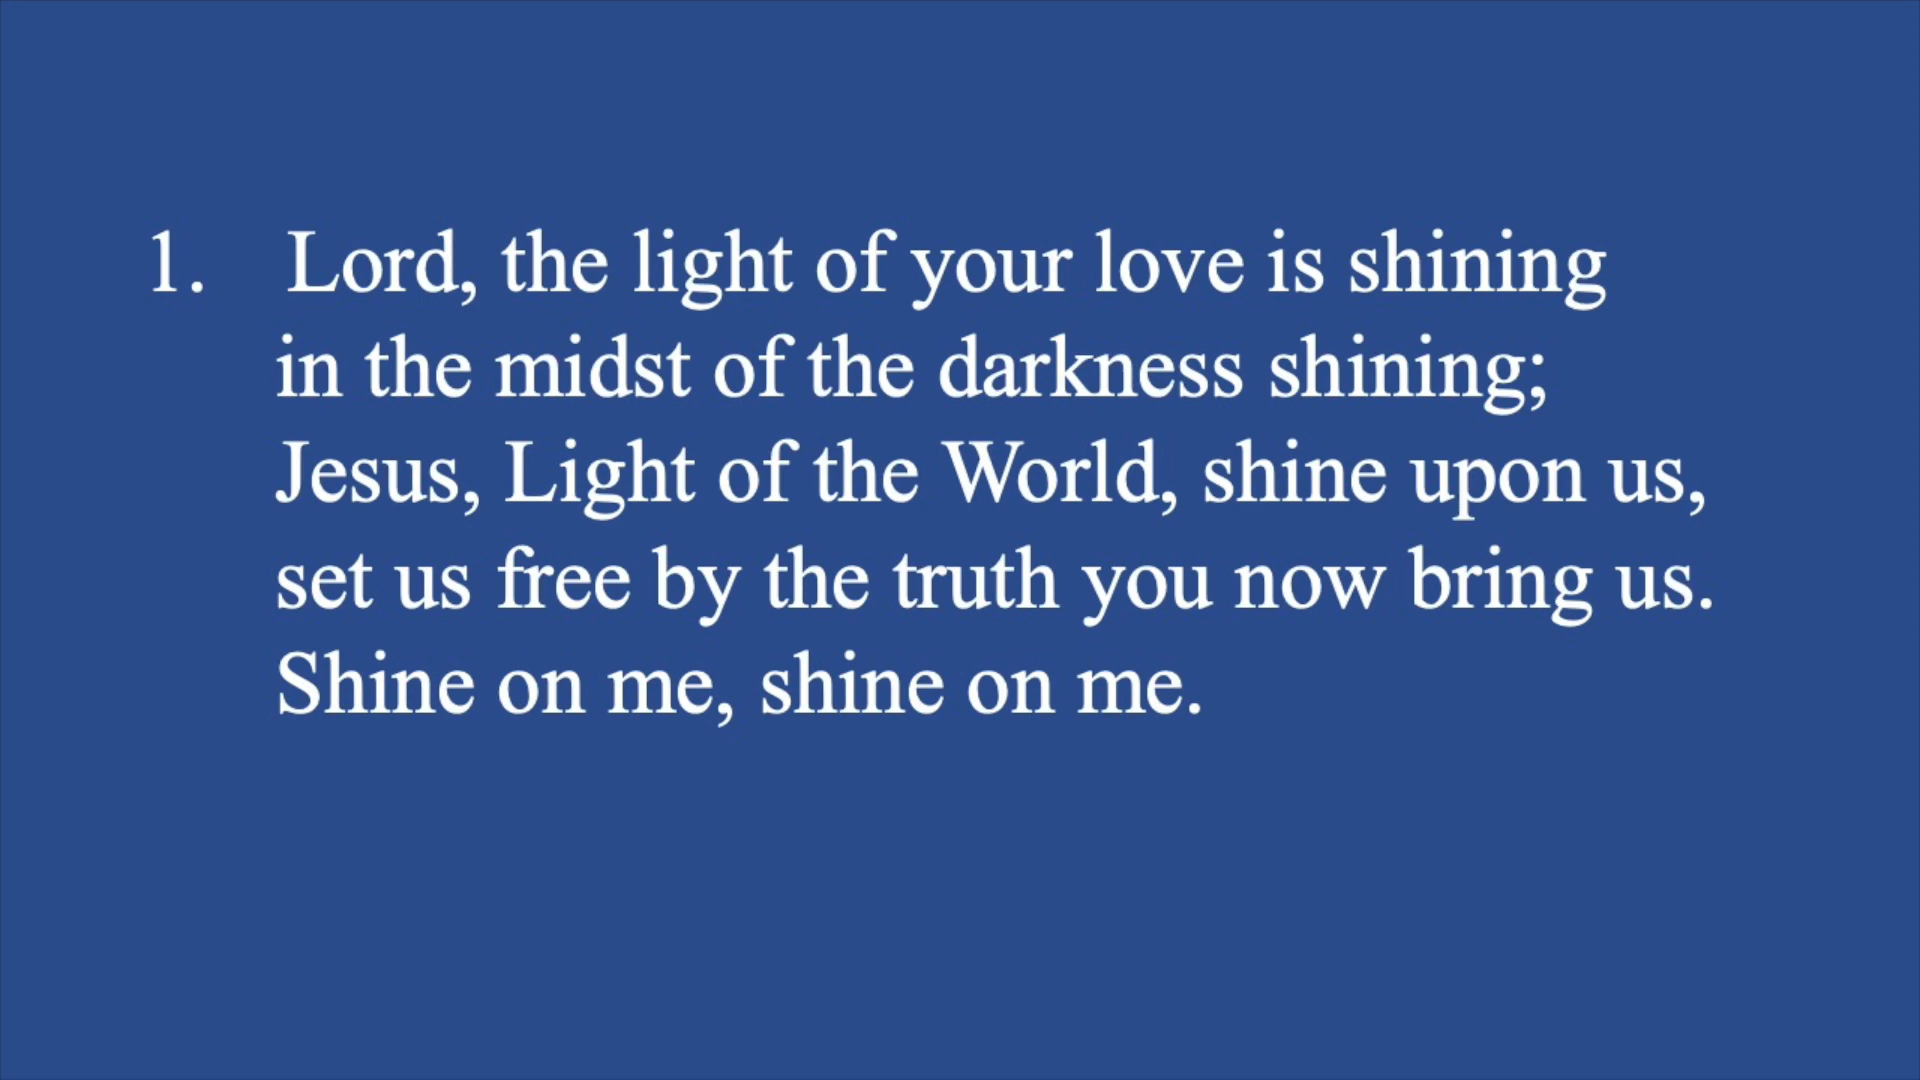 1. Lord, the light of your love is shining
in the midst of the darkness shining;
Jesus, Light of the World, shine upon us,
set us free by the truth you now bring us.
Shine on me, shine on me.